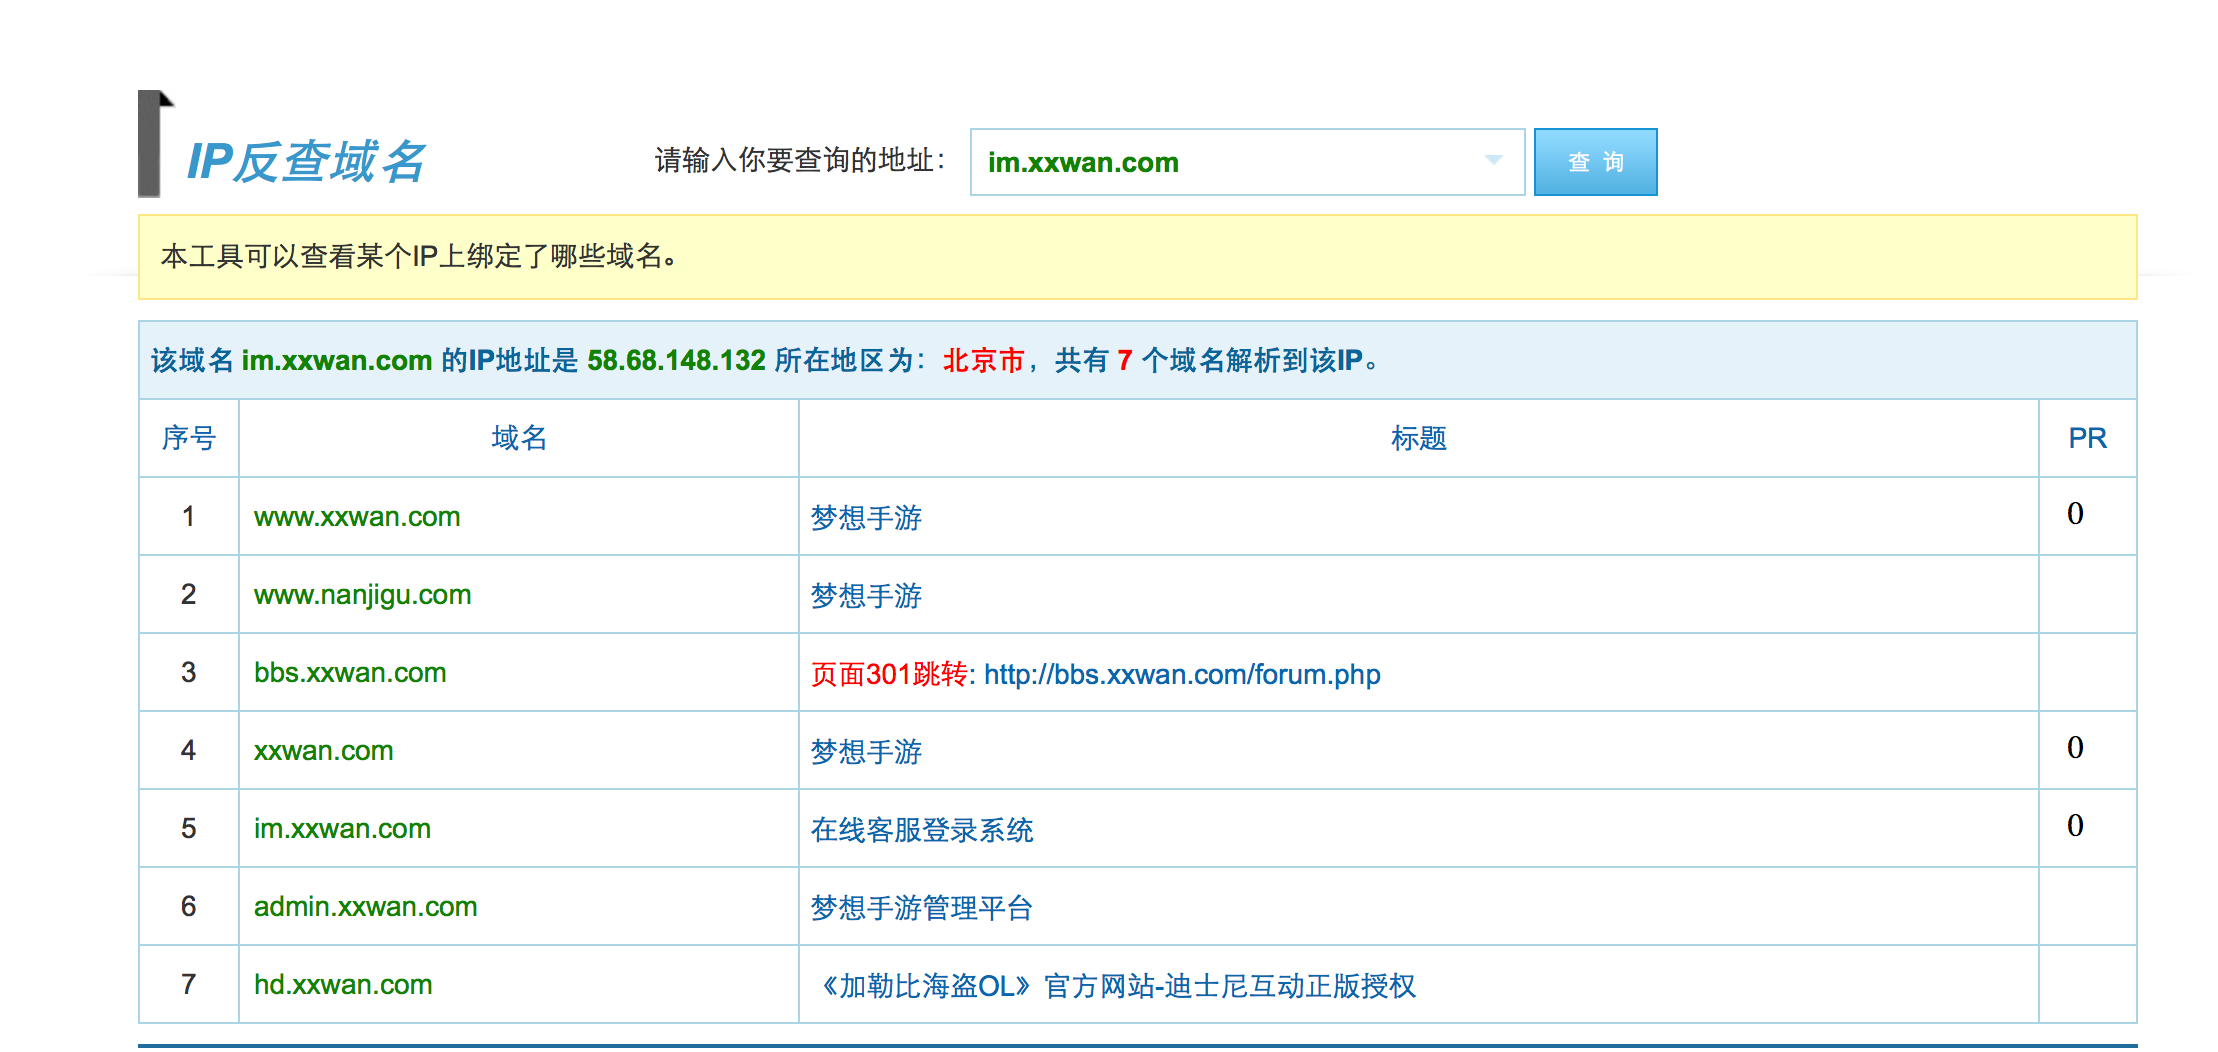 IP反查域名
请输入你要查询的地址： im.xxwan.com 查 询
本工具可以查看某个IP上绑定了哪些域名。
该域名 im.xxwan.com 的IP地址是 58.68.148.132 所在地区为：北京市，共有 7 个域名解析到该IP。
序号 域名 标题 PR
1 www.xxwan.com 梦想手游 0
2 www.nanjigu.com 梦想手游
3 bbs.xxwan.com 页面301跳转: http://bbs.xxwan.com/forum.php
4 xxwan.com 梦想手游 0
5 im.xxwan.com 在线客服登录系统 0
6 admin.xxwan.com 梦想手游管理平台
7 hd.xxwan.com 《加勒比海盗OL》官方网站-迪士尼互动正版授权